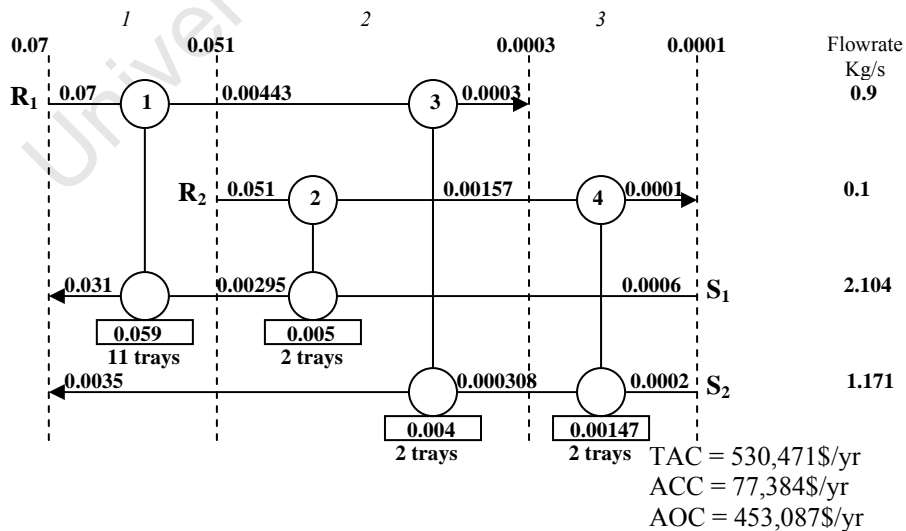 1 2 3
0.07 0.051 0.0003 0.0001 Flowrate
Kg/s
R1 0.07 1 0.00443 3 0.0003 0.9
R2 0.051 2 0.00157 4 0.0001 0.1
0.031 0.00295 0.0006 S1 2.104
0.059 0.005
11 trays 2 trays
0.0035 0.000308 0.0002 S2 1.171
0.004 0.00147
2 trays 2 trays
TAC = 530,471$/yr
ACC = 77,384$/yr
AOC = 453,087$/yr